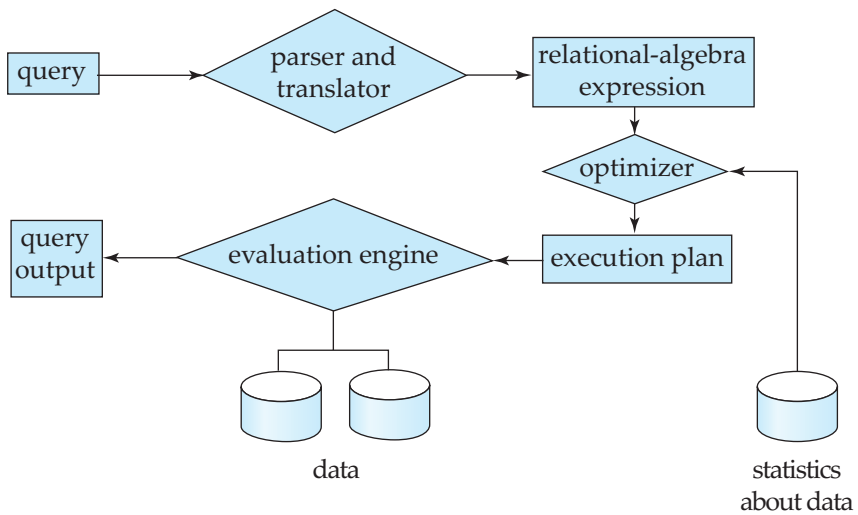 query
parser and
translator
relational-algebra
expression
optimizer
query
output
evaluation engine
execution plan
data
statistics
about data